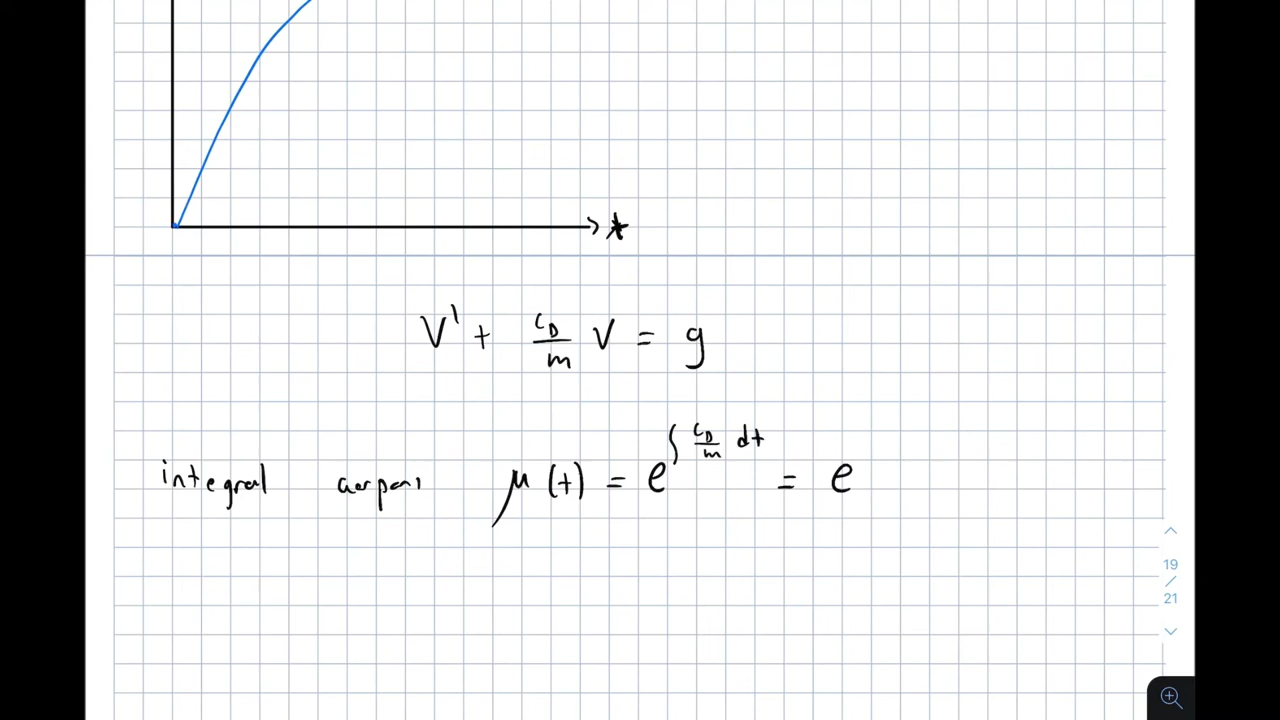 t
V' + C_D/m V = g
integral çarpanı μ(t) = e^{∫ C_D/m dt} = e
19
/
21